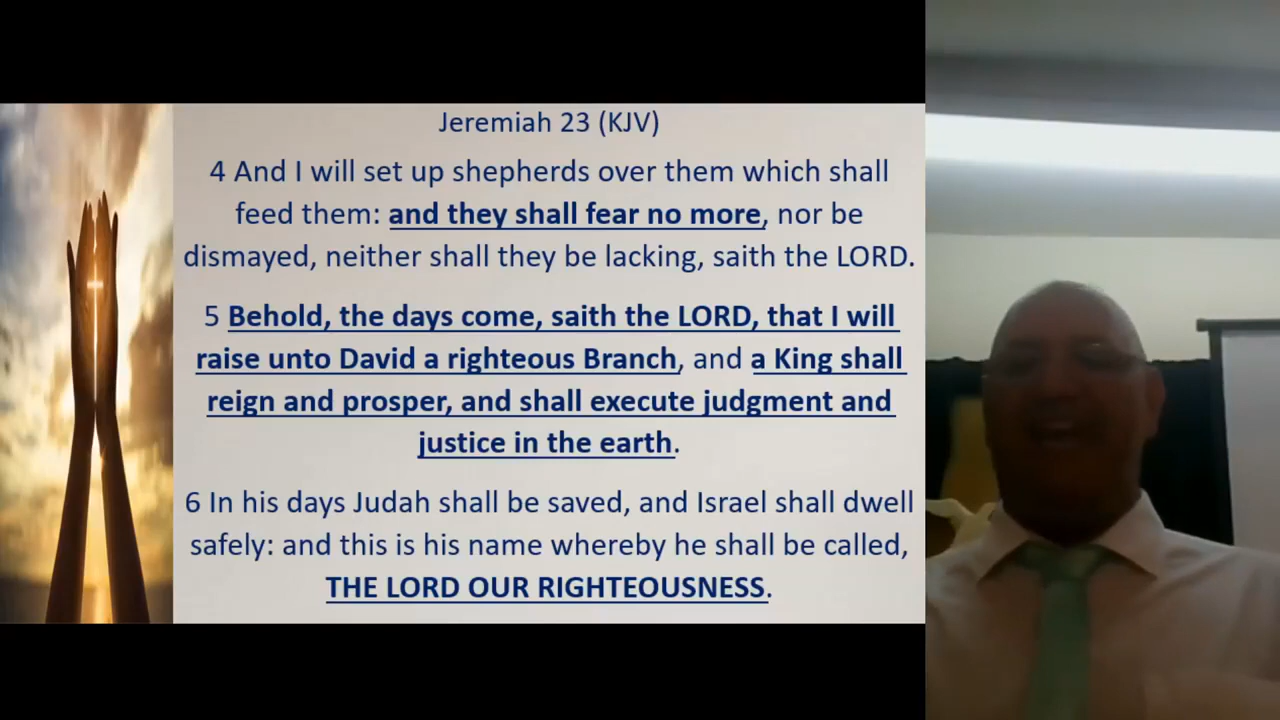 Jeremiah 23 (KJV)
4 And I will set up shepherds over them which shall
feed them: and they shall fear no more, nor be
dismayed, neither shall they be lacking, saith the LORD.
5 Behold, the days come, saith the LORD, that I will
raise unto David a righteous Branch, and a King shall
reign and prosper, and shall execute judgment and
justice in the earth.
6 In his days Judah shall be saved, and Israel shall dwell
safely: and this is his name whereby he shall be called,
THE LORD OUR RIGHTEOUSNESS.